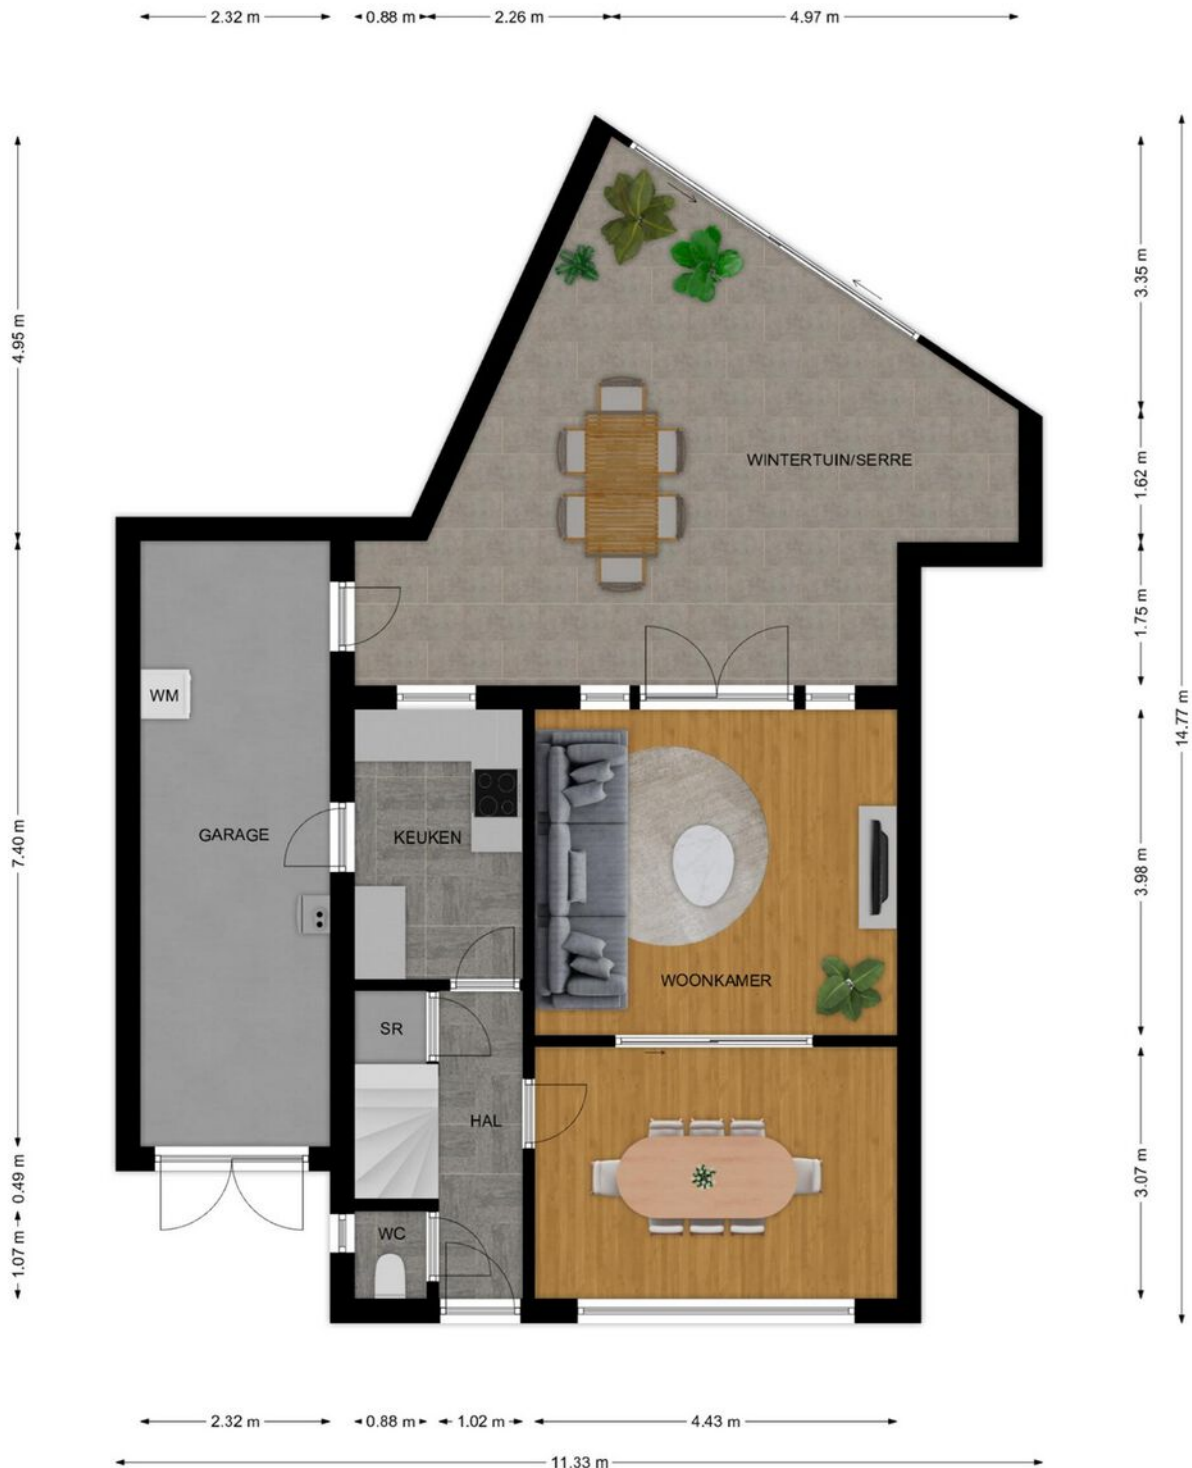 2.32 m
0.88 m
2.26 m
4.97 m
3.35 m
4.95 m
WINTERTUIN/SERRE
1.62 m
1.75 m
WM
14.77 m
GARAGE
KEUKEN
7.40 m
3.98 m
WOONKAMER
SR
HAL
0.49 m
3.07 m
WC
1.07 m
2.32 m
0.88 m
1.02 m
4.43 m
11.33 m